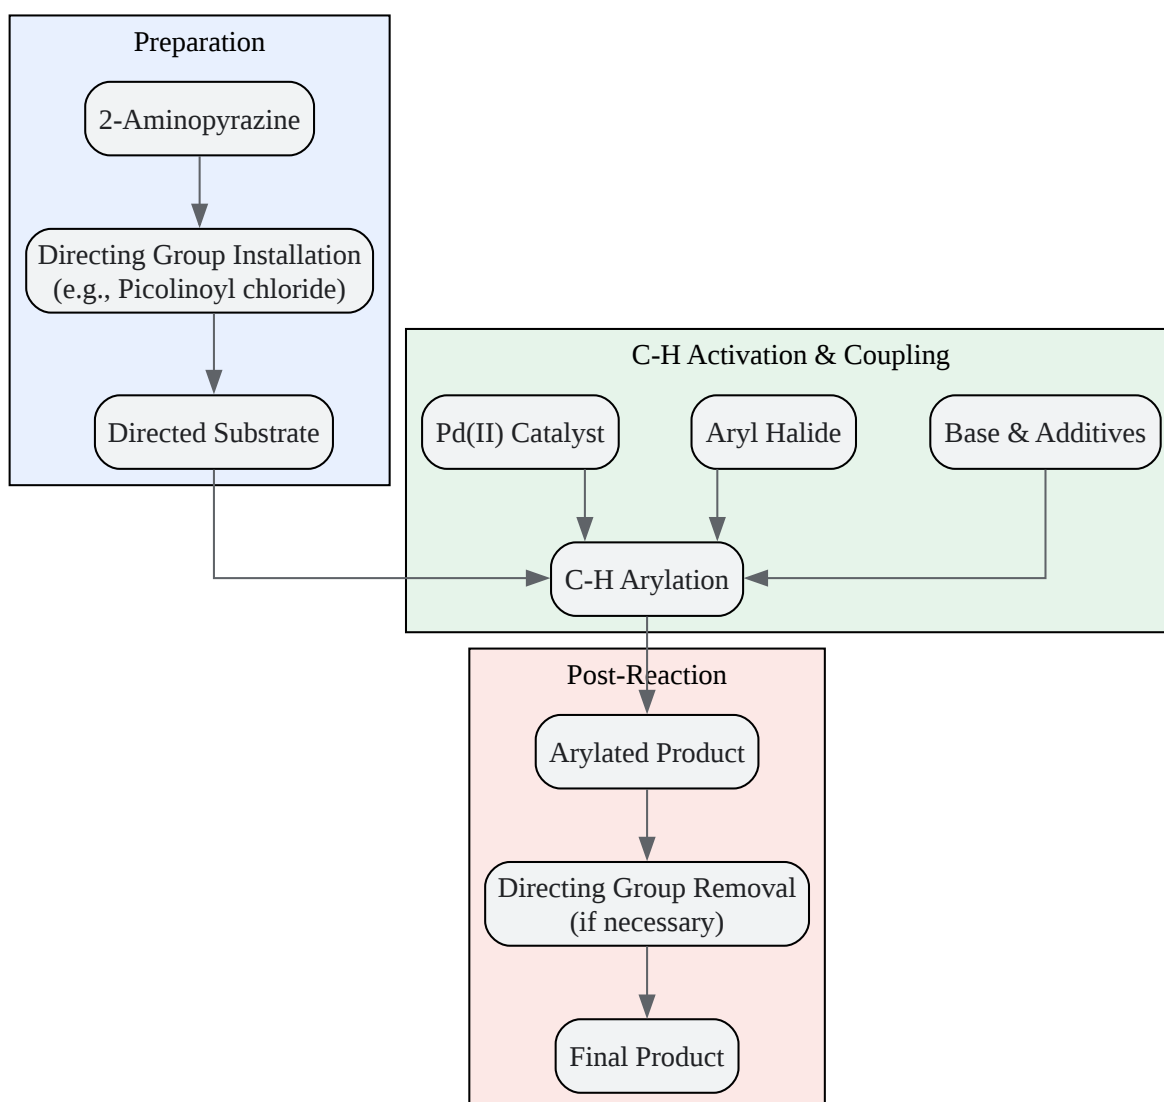 Preparation
2-Aminopyrazine
Directing Group Installation
(e.g., Picolinoyl chloride)
Directed Substrate
C-H Activation & Coupling
Pd(II) Catalyst
Aryl Halide
Base & Additives
C-H Arylation
Post-Reaction
Arylated Product
Directing Group Removal
(if necessary)
Final Product